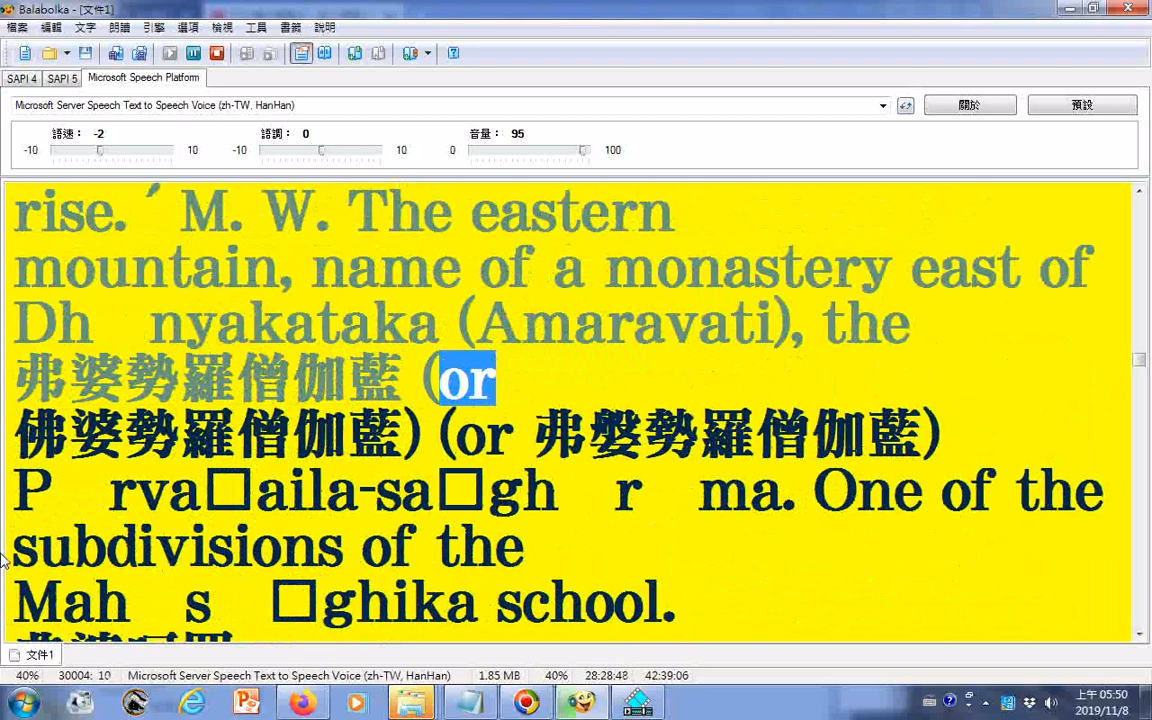 Balabolka - [文件1]
檔案 編輯 文字 朗讀 引擎 選項 檢視 工具 書籤 說明
SAPI 4 SAPI 5 Microsoft Speech Platform
Microsoft Server Speech Text to Speech Voice (zh-TW, HanHan) 關於 預設
語速： -2 語調： 0 音量： 95
-10 10 -10 10 0 100
rise.´ M. W. The eastern
mountain, name of a monastery east of
Dh nyakataka (Amaravati), the
弗婆勢羅僧伽藍 (or
佛婆勢羅僧伽藍) (or 弗槃勢羅僧伽藍)
P rva□aila-sa□gh r ma. One of the
subdivisions of the
Mah s □ghika school.
文件1
40% 30004: 10 Microsoft Server Speech Text to Speech Voice (zh-TW, HanHan) 1.85 MB 40% 28:28:48 42:39:06
上午 05:50
2019/11/8